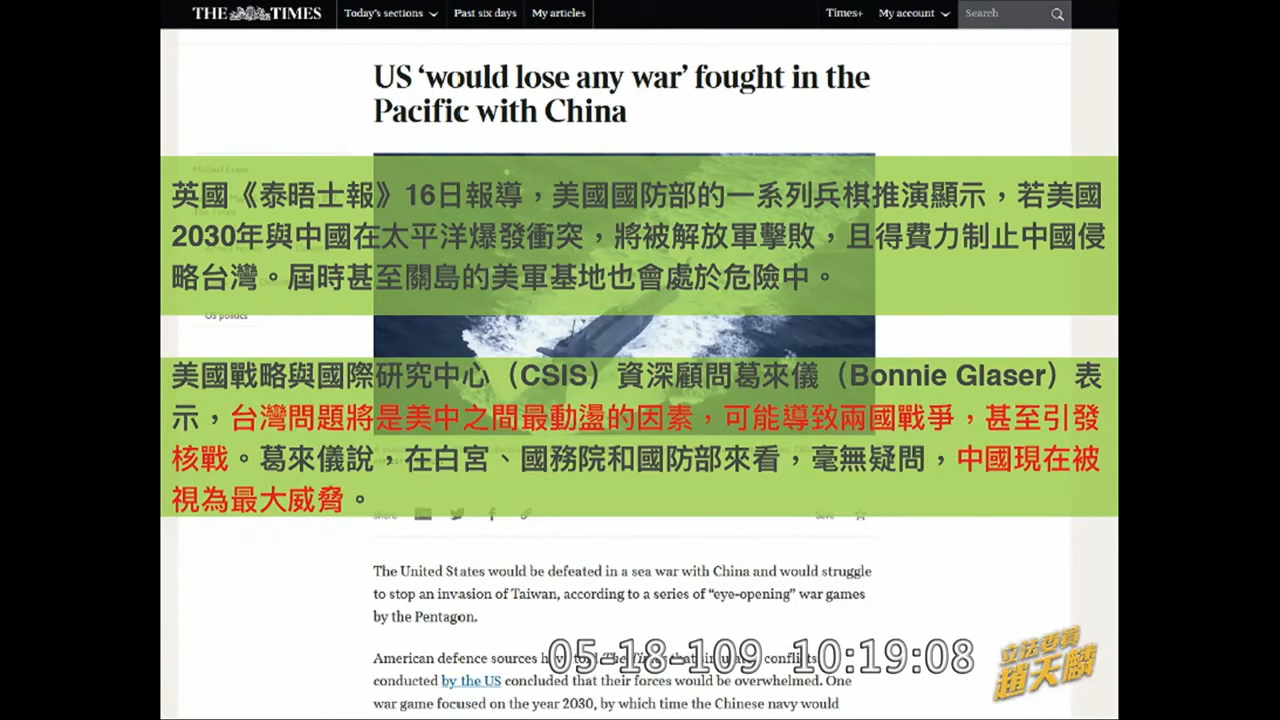 THE TIMES
Today's sections
Past six days
My articles
Times+
My account
Search
US ‘would lose any war’ fought in the
Pacific with China
英國《泰晤士報》16日報導，美國國防部的一系列兵棋推演顯示，若美國
2030年與中國在太平洋爆發衝突，將被解放軍擊敗，且得費力制止中國侵
略台灣。屆時甚至關島的美軍基地也會處於危險中。
US politics
美國戰略與國際研究中心（CSIS）資深顧問葛來儀（Bonnie Glaser）表
示，台灣問題將是美中之間最動盪的因素，可能導致兩國戰爭，甚至引發
核戰。葛來儀說，在白宮、國務院和國防部來看，毫無疑問，中國現在被
視為最大威脅。
The United States would be defeated in a sea war with China and would struggle
to stop an invasion of Taiwan, according to a series of “eye-opening” war games
by the Pentagon.
American defence sources
05-18-109 10:19:08
conducted by the US concluded that their forces would be overwhelmed. One
war game focused on the year 2030, by which time the Chinese navy would
立法委員
趙天麟